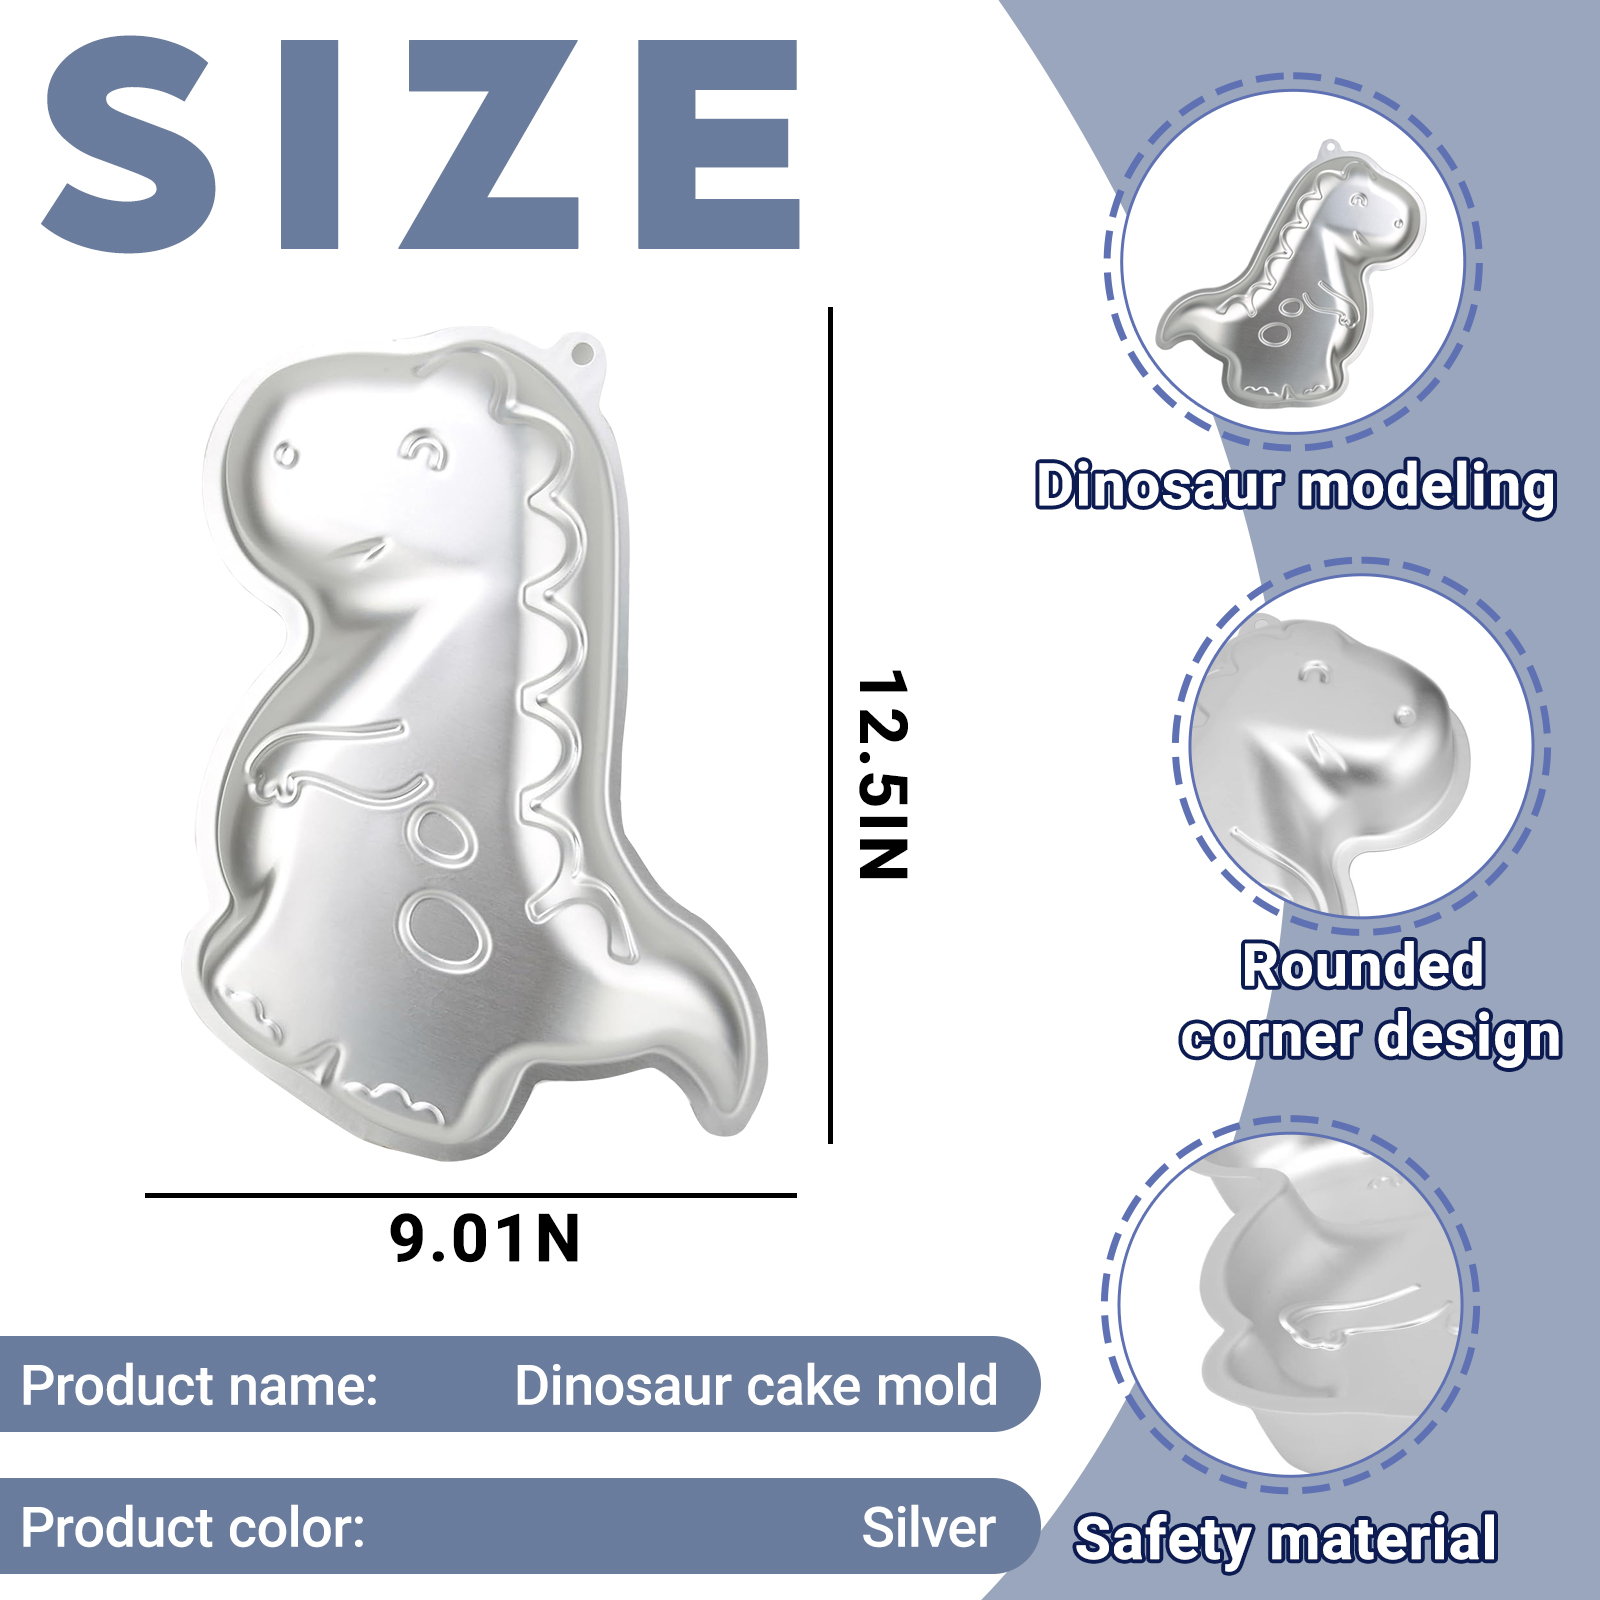 SIZE
12.5IN
9.01N
Product name: Dinosaur cake mold
Product color: Silver
Dinosaur modeling
Rounded
corner design
Safety material